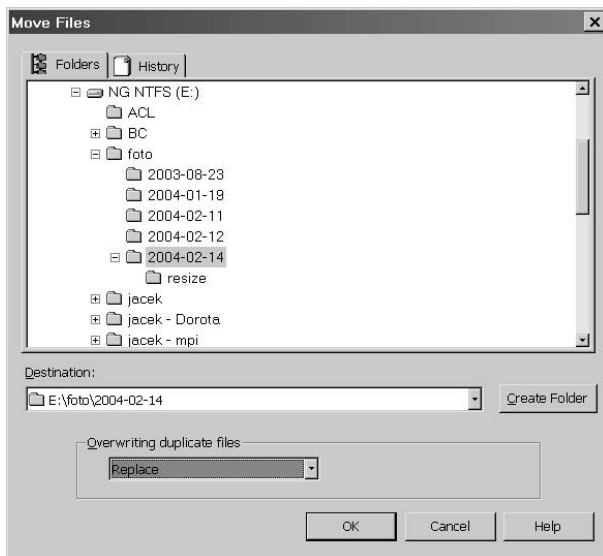 Move Files
Folders
History
NG NTFS (E:)
ACL
BC
foto
2003-08-23
2004-01-19
2004-02-11
2004-02-12
2004-02-14
resize
jacek
jacek - Dorota
jacek - mpi
Destination:
E:\foto\2004-02-14
Create Folder
Overwriting duplicate files
Replace
OK
Cancel
Help